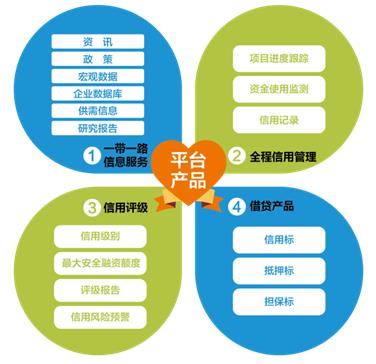 资讯
政策
宏观数据
企业数据库
供需信息
研究报告
1 一带一路
信息服务
项目进度跟踪
资金使用监测
信用记录
2 全程信用管理
平台
产品
3 信用评级
信用级别
最大安全融资额度
评级报告
信用风险预警
4 借贷产品
信用标
抵押标
担保标